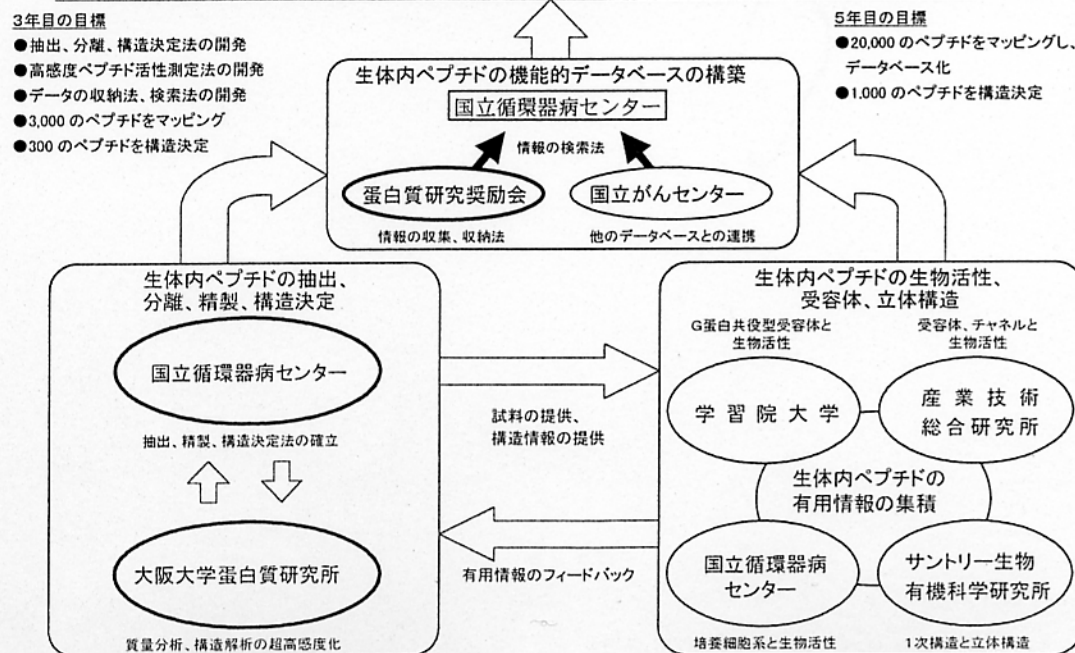 3年目の目標
●抽出、分離、構造決定法の開発
●高感度ペプチド活性測定法の開発
●データの収納法、検索法の開発
●3,000 のペプチドをマッピング
●300 のペプチドを構造決定
5年目の目標
●20,000 のペプチドをマッピングし、
データベース化
●1,000 のペプチドを構造決定
生体内ペプチドの機能的データベースの構築
国立循環器病センター
情報の検索法
蛋白質研究奨励会
国立がんセンター
情報の収集、収納法
他のデータベースとの連携
生体内ペプチドの抽出、
分離、精製、構造決定
国立循環器病センター
抽出、精製、構造決定法の確立
大阪大学蛋白質研究所
質量分析、構造解析の超高感度化
試料の提供、
構造情報の提供
有用情報のフィードバック
生体内ペプチドの生物活性、
受容体、立体構造
G蛋白共役型受容体と
生物活性
受容体、チャネルと
生物活性
学習院大学
産業技術
総合研究所
生体内ペプチドの
有用情報の集積
国立循環器病
センター
サントリー生物
有機科学研究所
培養細胞系と生物活性
1次構造と立体構造